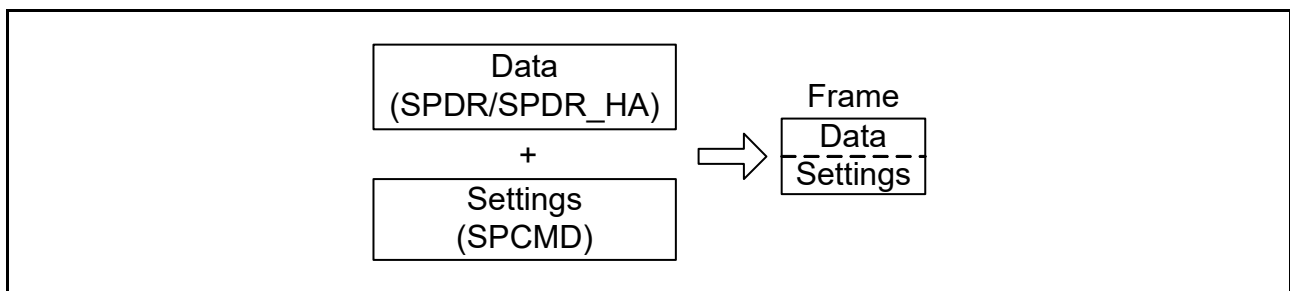 Data
(SPDR/SPDR_HA)
+
Settings
(SPCMD)
Frame
Data
Settings